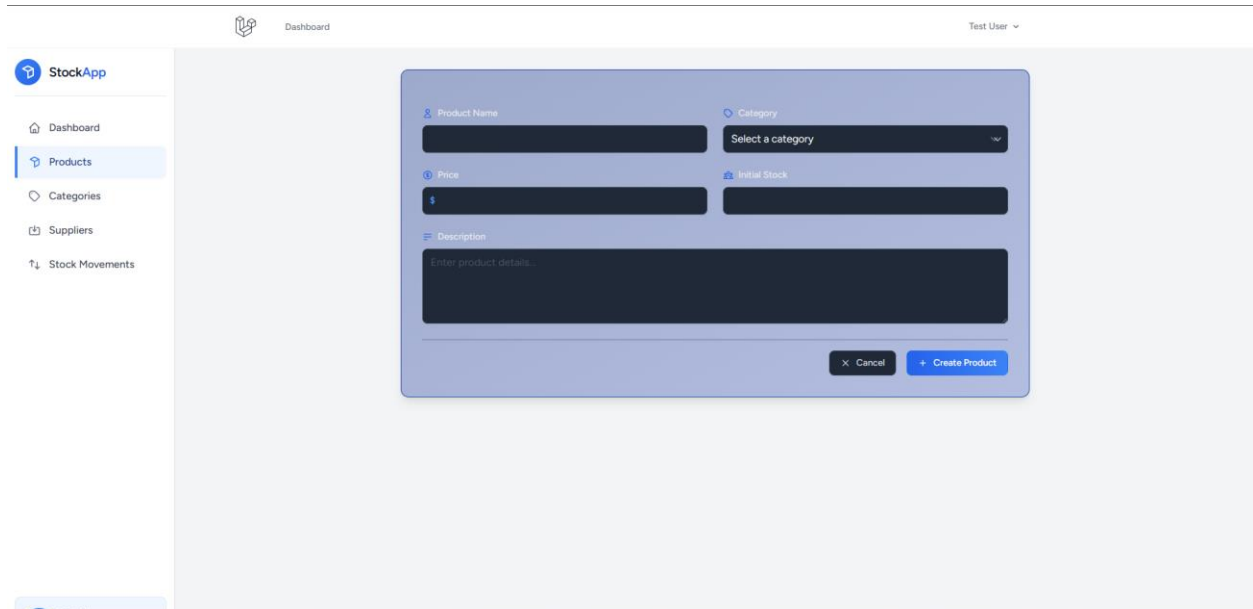 Dashboard
Test User
StockApp
Dashboard
Products
Categories
Suppliers
Stock Movements
Product Name
Category
Select a category
Price
Initial Stock
$
Description
Enter product details...
Cancel
+ Create Product